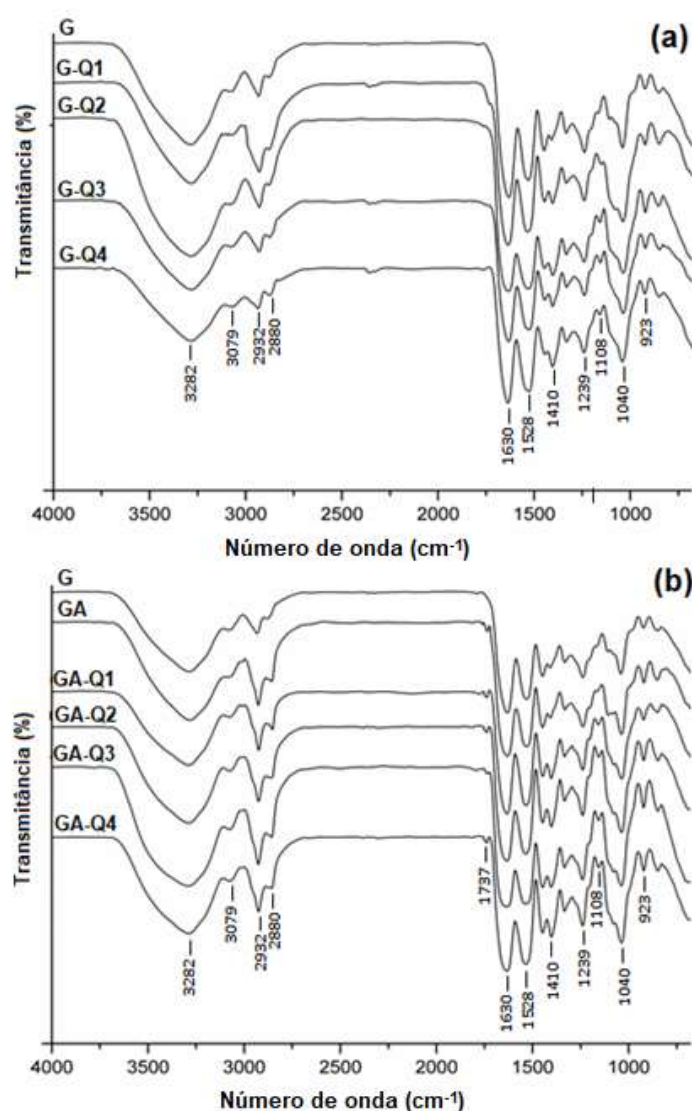 (a)
G
G-Q1
G-Q2
G-Q3
G-Q4
Transmitância (%)
3282
3079
2932
2880
1630
1528
1410
1239
1108
1040
923
4000 3500 3000 2500 2000 1500 1000
Número de onda (cm-1)
(b)
G
GA
GA-Q1
GA-Q2
GA-Q3
GA-Q4
Transmitância (%)
3282
3079
2932
2880
1737
1630
1528
1410
1239
1108
1040
923
4000 3500 3000 2500 2000 1500 1000
Número de onda (cm-1)